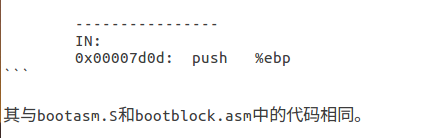 ----------------
IN:
0x00007d0d:  push   %ebp
```
其与bootasm.S和bootblock.asm中的代码相同。